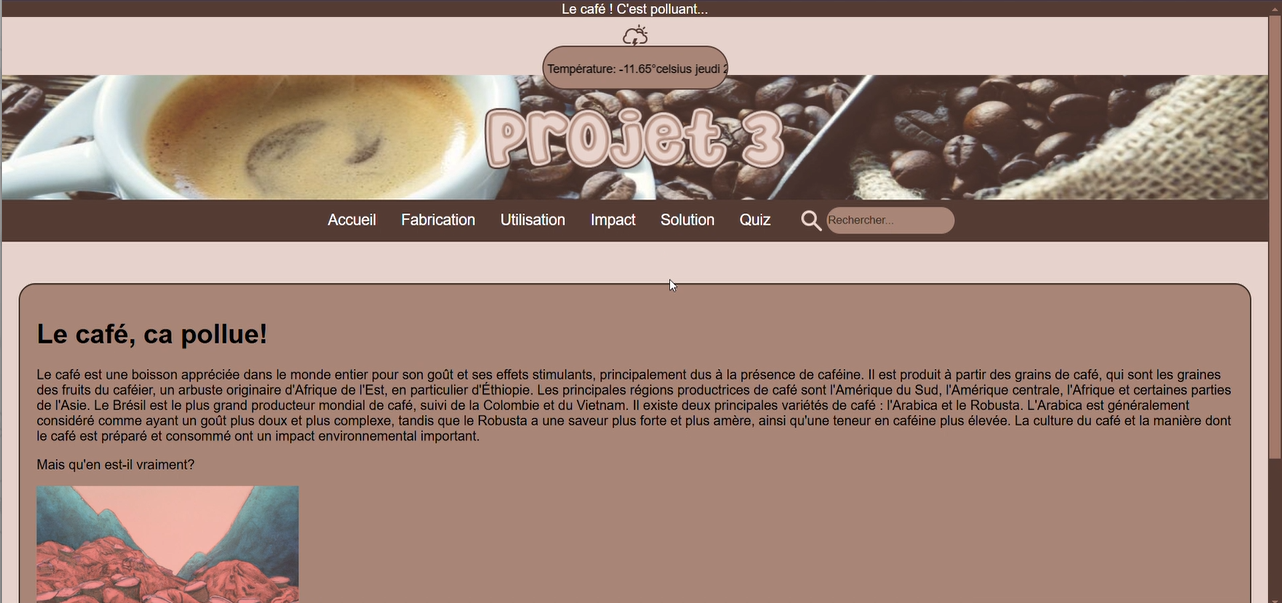 Le café ! C'est polluant...
Température: -11.65°celsius jeudi 2
Projet 3
Accueil Fabrication Utilisation Impact Solution Quiz Rechercher...
Le café, ca pollue!
Le café est une boisson appréciée dans le monde entier pour son goût et ses effets stimulants, principalement dus à la présence de caféine. Il est produit à partir des grains de café, qui sont les graines
des fruits du caféier, un arbuste originaire d'Afrique de l'Est, en particulier d'Éthiopie. Les principales régions productrices de café sont l'Amérique du Sud, l'Amérique centrale, l'Afrique et certaines parties
de l'Asie. Le Brésil est le plus grand producteur mondial de café, suivi de la Colombie et du Vietnam. Il existe deux principales variétés de café : l'Arabica et le Robusta. L'Arabica est généralement
considéré comme ayant un goût plus doux et plus complexe, tandis que le Robusta a une saveur plus forte et plus amère, ainsi qu'une teneur en caféine plus élevée. La culture du café et la manière dont
le café est préparé et consommé ont un impact environnemental important.
Mais qu'en est-il vraiment?